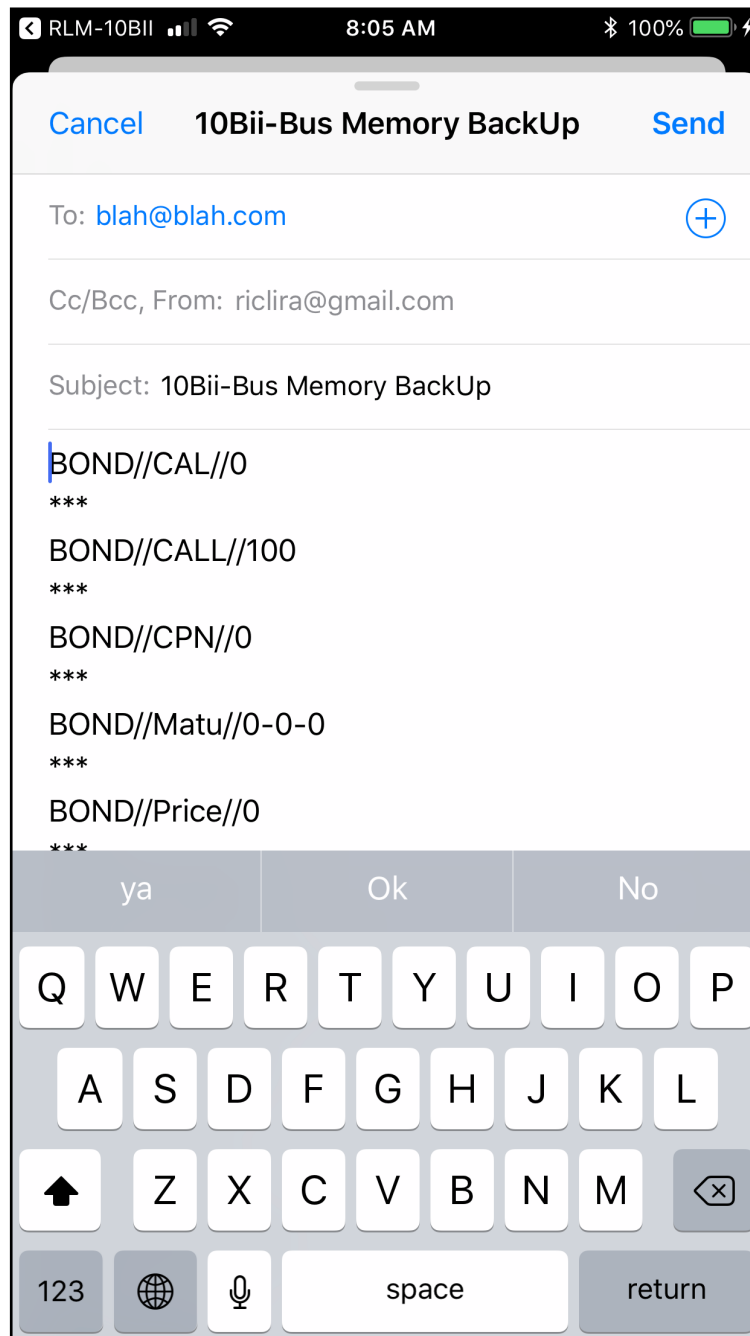 RLM-10BII 8:05 AM 100%
Cancel 10Bii-Bus Memory BackUp Send
To: blah@blah.com
Cc/Bcc, From: riclira@gmail.com
Subject: 10Bii-Bus Memory BackUp
BOND//CAL//0
***
BOND//CALL//100
***
BOND//CPN//0
***
BOND//Matu//0-0-0
***
BOND//Price//0
***
ya Ok No
Q W E R T Y U I O P
A S D F G H J K L
Z X C V B N M
123 space return